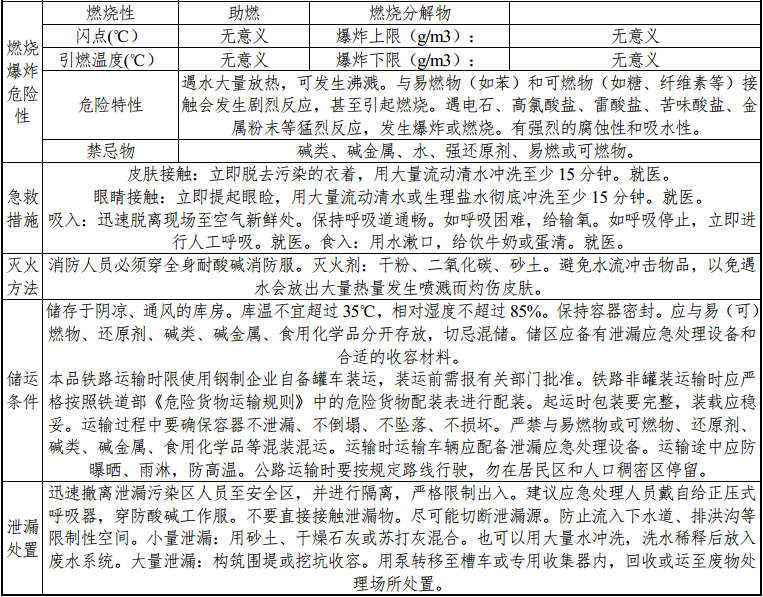 燃烧性 助燃 燃烧分解物
闪点(℃) 无意义 爆炸上限（g/m3）： 无意义
引燃温度(℃) 无意义 爆炸下限（g/m3）： 无意义
燃烧爆炸危险性
危险特性
遇水大量放热，可发生沸溅。与易燃物（如苯）和可燃物（如糖、纤维素等）接
触会发生剧烈反应，甚至引起燃烧。遇电石、高氯酸盐、雷酸盐、苦味酸盐、金
属粉末等猛烈反应，发生爆炸或燃烧。有强烈的腐蚀性和吸水性。
禁忌物 碱类、碱金属、水、强还原剂、易燃或可燃物。
急救措施
皮肤接触：立即脱去污染的衣着，用大量流动清水冲洗至少 15 分钟。就医。
眼睛接触：立即提起眼睑，用大量流动清水或生理盐水彻底冲洗至少 15 分钟。就医。
吸入：迅速脱离现场至空气新鲜处。保持呼吸道通畅。如呼吸困难，给输氧。如呼吸停止，立即进
行人工呼吸。就医。食入：用水漱口，给饮牛奶或蛋清。就医。
灭火方法
消防人员必须穿全身耐酸碱消防服。灭火剂：干粉、二氧化碳、砂土。避免水流冲击物品，以免遇
水会放出大量热量发生喷溅而灼伤皮肤。
储运条件
储存于阴凉、通风的库房。库温不宜超过 35℃，相对湿度不超过 85%。保持容器密封。应与易（可）
燃物、还原剂、碱类、碱金属、食用化学品分开存放，切忌混储。储区应备有泄漏应急处理设备和
合适的收容材料。
本品铁路运输时限使用钢制企业自备罐车装运，装运前需报有关部门批准。铁路非罐装运输时应严
格按照铁道部《危险货物运输规则》中的危险货物配装表进行配装。起运时包装要完整，装载应稳
妥。运输过程中要确保容器不泄漏、不倒塌、不坠落、不损坏。严禁与易燃物或可燃物、还原剂、
碱类、碱金属、食用化学品等混装混运。运输时运输车辆应配备泄漏应急处理设备。运输途中应防
曝晒、雨淋，防高温。公路运输时要按规定路线行驶，勿在居民区和人口稠密区停留。
泄漏处置
迅速撤离泄漏污染区人员至安全区，并进行隔离，严格限制出入。建议应急处理人员戴自给正压式
呼吸器，穿防酸碱工作服。不要直接接触泄漏物。尽可能切断泄漏源。防止流入下水道、排洪沟等
限制性空间。小量泄漏：用砂土、干燥石灰或苏打灰混合。也可以用大量水冲洗，洗水稀释后放入
废水系统。大量泄漏：构筑围堤或挖坑收容。用泵转移至槽车或专用收集器内，回收或运至废物处
理场所处置。